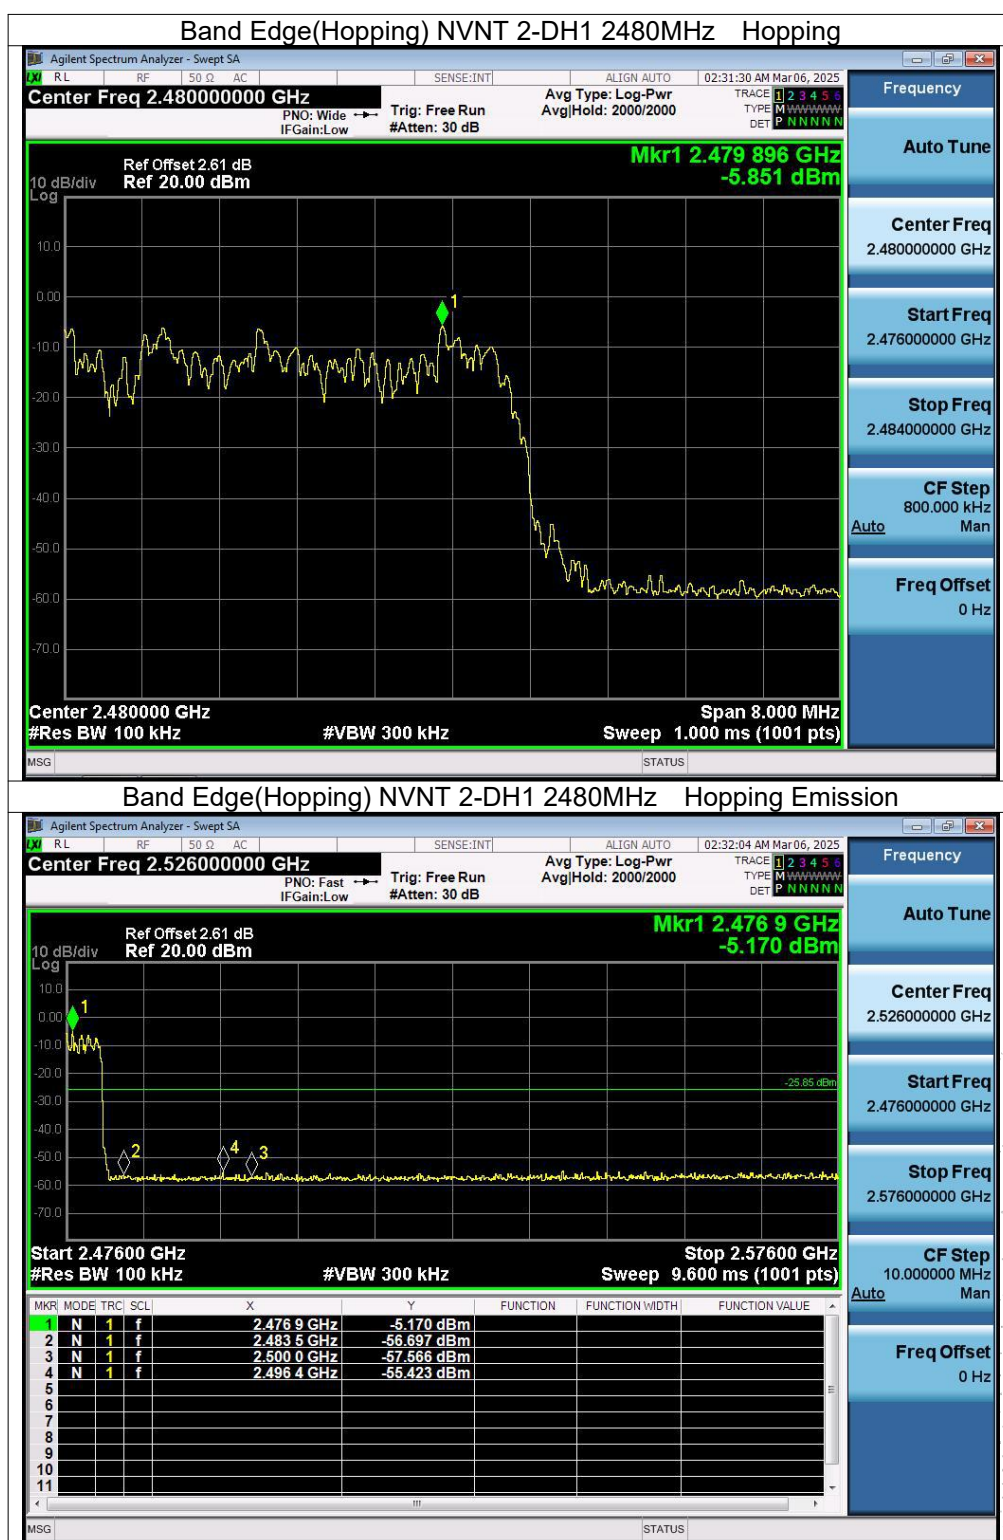 Band Edge(Hopping) NVNT 2-DH1 2480MHz Hopping
Agilent Spectrum Analyzer - Swept SA
LXI RL RF 50 Ω AC SENSE:INT ALIGN AUTO 02:31:30 AM Mar 06, 2025
Center Freq 2.480000000 GHz
PNO: Wide
IFGain:Low
Trig: Free Run
#Atten: 30 dB
Avg Type: Log-Pwr
Avg|Hold: 2000/2000
TRACE 1 2 3 4 5 6
TYPE M W W W W W
DET P N N N N N
Mkr1 2.479 896 GHz
-5.851 dBm
Ref Offset 2.61 dB
10 dB/div Ref 20.00 dBm
Log
10.0
0.00
-10.0
-20.0
-30.0
-40.0
-50.0
-60.0
-70.0
1
Center 2.480000 GHz Span 8.000 MHz
#Res BW 100 kHz #VBW 300 kHz Sweep 1.000 ms (1001 pts)
MSG STATUS
Frequency
Auto Tune
Center Freq
2.480000000 GHz
Start Freq
2.476000000 GHz
Stop Freq
2.484000000 GHz
CF Step
800.000 kHz
Auto Man
Freq Offset
0 Hz
Band Edge(Hopping) NVNT 2-DH1 2480MHz Hopping Emission
Agilent Spectrum Analyzer - Swept SA
LXI RL RF 50 Ω AC SENSE:INT ALIGN AUTO 02:32:04 AM Mar 06, 2025
Center Freq 2.526000000 GHz
PNO: Fast
IFGain:Low
Trig: Free Run
#Atten: 30 dB
Avg Type: Log-Pwr
Avg|Hold: 2000/2000
TRACE 1 2 3 4 5 6
TYPE M W W W W W
DET P N N N N N
Mkr1 2.476 9 GHz
-5.170 dBm
Ref Offset 2.61 dB
10 dB/div Ref 20.00 dBm
Log
10.0
0.00
-10.0
-20.0
-30.0
-40.0
-50.0
-60.0
-70.0
1
-25.85 dBm
2 4 3
Start 2.47600 GHz Stop 2.57600 GHz
#Res BW 100 kHz #VBW 300 kHz Sweep 9.600 ms (1001 pts)
MKR MODE TRC SCL X Y FUNCTION FUNCTION WIDTH FUNCTION VALUE
1 N 1 f 2.476 9 GHz -5.170 dBm
2 N 1 f 2.483 5 GHz -56.697 dBm
3 N 1 f 2.500 0 GHz -57.566 dBm
4 N 1 f 2.496 4 GHz -55.423 dBm
5
6
7
8
9
10
11
MSG STATUS
Frequency
Auto Tune
Center Freq
2.526000000 GHz
Start Freq
2.476000000 GHz
Stop Freq
2.576000000 GHz
CF Step
10.000000 MHz
Auto Man
Freq Offset
0 Hz